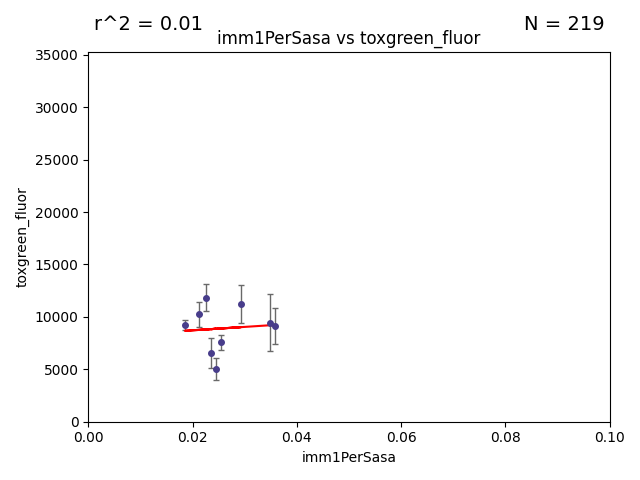 r^2 = 0.01
N = 219
imm1PerSasa vs toxgreen_fluor
35000
30000
25000
20000
15000
10000
5000
0
toxgreen_fluor
0.00
0.02
0.04
0.06
0.08
0.10
imm1PerSasa